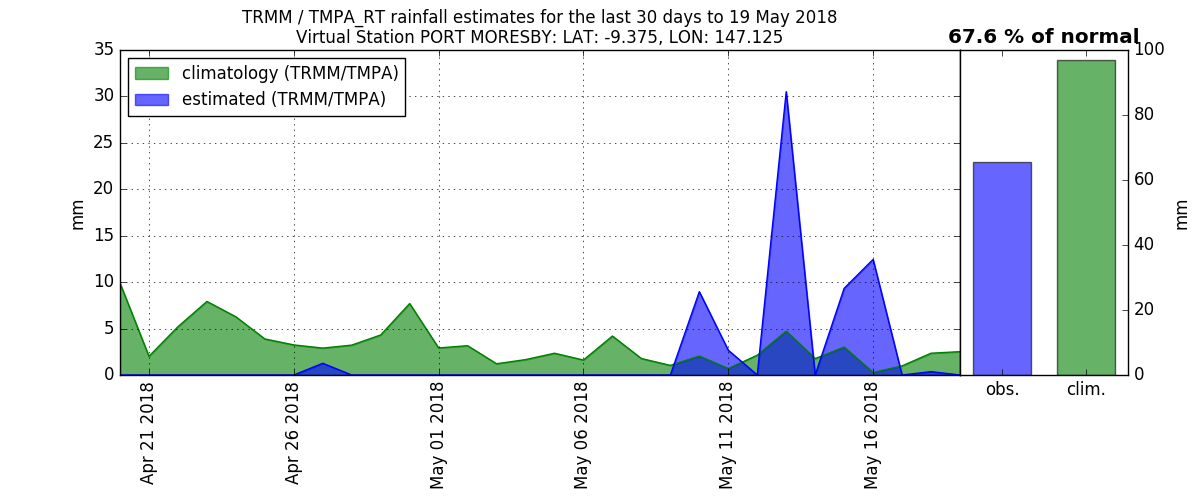 TRMM / TMPA_RT rainfall estimates for the last 30 days to 19 May 2018
Virtual Station PORT MORESBY: LAT: -9.375, LON: 147.125
67.6 % of normal
climatology (TRMM/TMPA)
estimated (TRMM/TMPA)
35
30
25
20
15
10
5
0
mm
Apr 21 2018
Apr 26 2018
May 01 2018
May 06 2018
May 11 2018
May 16 2018
obs.
clim.
100
80
60
40
20
0
mm